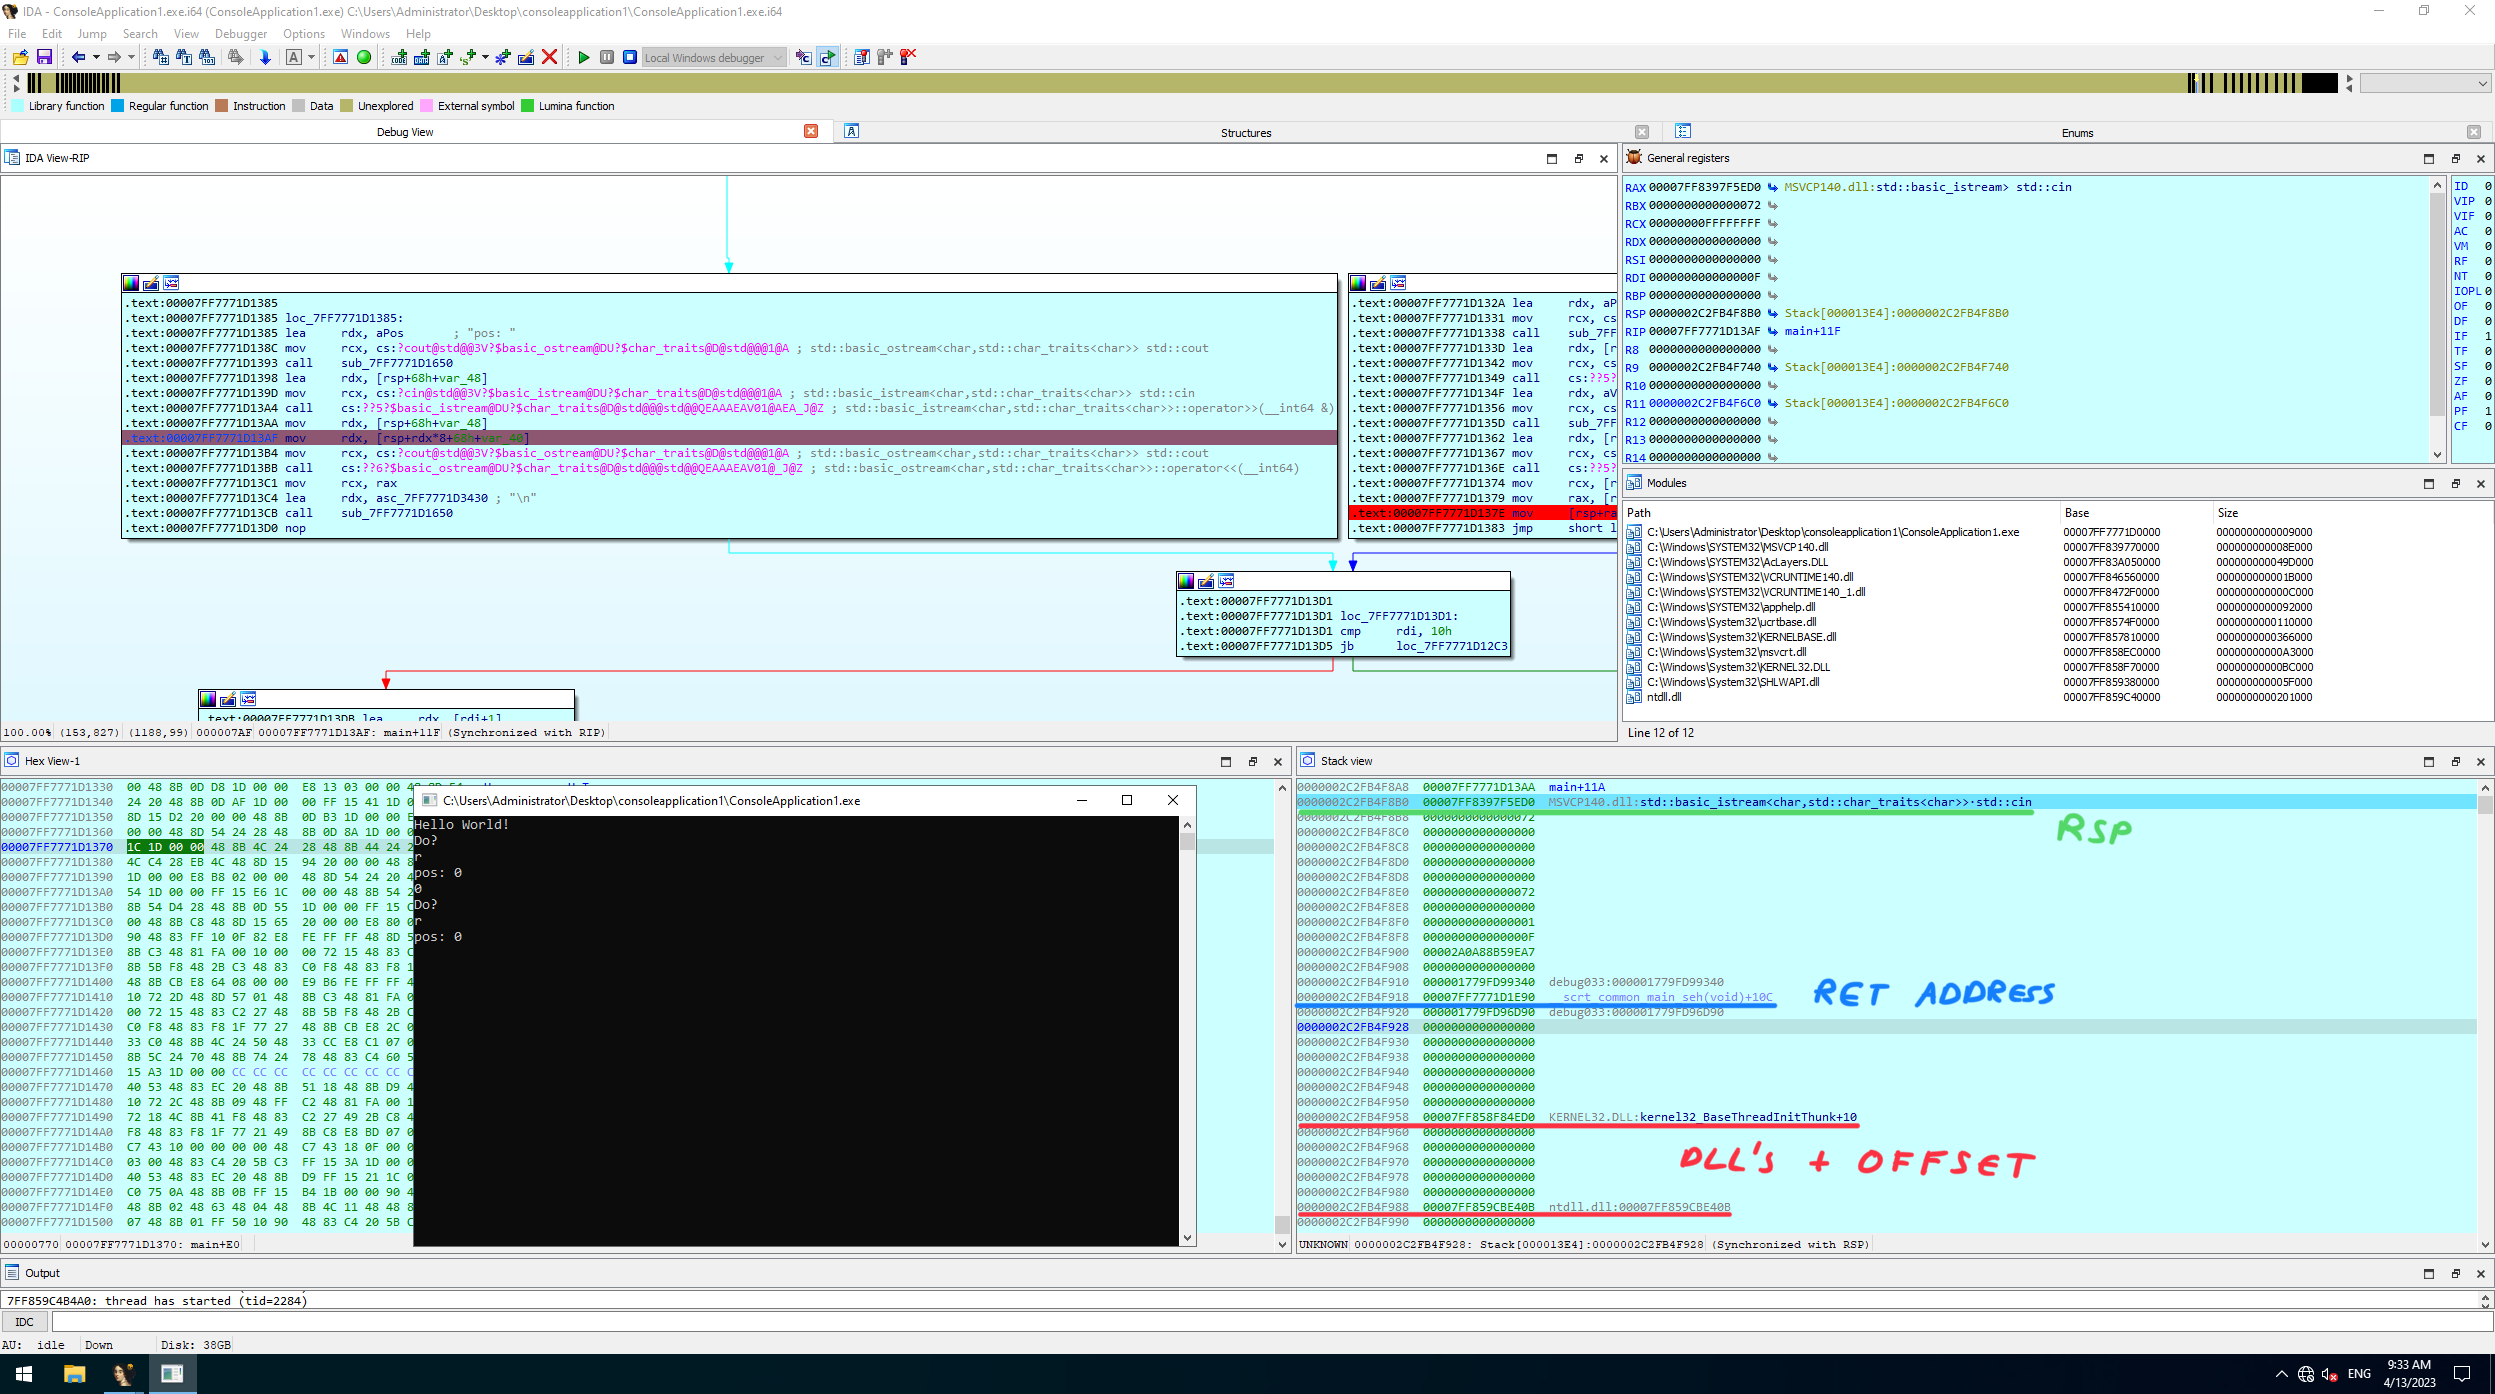 IDA - ConsoleApplication1.exe.i64 (ConsoleApplication1.exe) C:\Users\Administrator\Desktop\consoleapplication1\ConsoleApplication1.exe.i64
File Edit Jump Search View Debugger Options Windows Help
Local Windows debugger
Library function Regular function Instruction Data Unexplored External symbol Lumina function
Debug View Structures Enums
IDA View-RIP
.text:00007FF7771D1385
.text:00007FF7771D1385 loc_7FF7771D1385:
.text:00007FF7771D1385 lea rdx, aPos ; "pos: "
.text:00007FF7771D138C mov rcx, cs:?cout@std@@3V?$basic_ostream@DU?$char_traits@D@std@@@1@A ; std::basic_ostream<char,std::char_traits<char>> std::cout
.text:00007FF7771D1393 call sub_7FF7771D1650
.text:00007FF7771D1398 lea rdx, [rsp+68h+var_48]
.text:00007FF7771D139D mov rcx, cs:?cin@std@@3V?$basic_istream@DU?$char_traits@D@std@@@1@A ; std::basic_istream<char,std::char_traits<char>> std::cin
.text:00007FF7771D13A4 call cs:??5?$basic_istream@DU?$char_traits@D@std@@@std@@QEAAAEAV01@AEA_J@Z ; std::basic_istream<char,std::char_traits<char>>::operator>>(__int64 &)
.text:00007FF7771D13AA mov rdx, [rsp+68h+var_48]
.text:00007FF7771D13AF mov rdx, [rsp+rdx*8+68h+var_40]
.text:00007FF7771D13B4 mov rcx, cs:?cout@std@@3V?$basic_ostream@DU?$char_traits@D@std@@@1@A ; std::basic_ostream<char,std::char_traits<char>> std::cout
.text:00007FF7771D13BB call cs:??6?$basic_ostream@DU?$char_traits@D@std@@@std@@QEAAAEAV01@_J@Z ; std::basic_ostream<char,std::char_traits<char>>::operator<<(__int64)
.text:00007FF7771D13C1 mov rcx, rax
.text:00007FF7771D13C4 lea rdx, asc_7FF7771D3430 ; "\n"
.text:00007FF7771D13CB call sub_7FF7771D1650
.text:00007FF7771D13D0 nop
.text:00007FF7771D132A lea rdx, aP
.text:00007FF7771D1331 mov rcx, cs
.text:00007FF7771D1338 call sub_7FF
.text:00007FF7771D133D lea rdx, [r
.text:00007FF7771D1342 mov rcx, cs
.text:00007FF7771D1349 call cs:??5?
.text:00007FF7771D134F lea rdx, aV
.text:00007FF7771D1356 mov rcx, cs
.text:00007FF7771D135D call sub_7FF
.text:00007FF7771D1362 lea rdx, [r
.text:00007FF7771D1367 mov rcx, cs
.text:00007FF7771D136E call cs:??5?
.text:00007FF7771D1374 mov rcx, [r
.text:00007FF7771D1379 mov rax, [r
.text:00007FF7771D137E mov [rsp+ra
.text:00007FF7771D1383 jmp short l
.text:00007FF7771D13D1
.text:00007FF7771D13D1 loc_7FF7771D13D1:
.text:00007FF7771D13D1 cmp rdi, 10h
.text:00007FF7771D13D5 jb loc_7FF7771D12C3
.text:00007FF7771D13DB lea rdx, [rdi+1]
100.00% (153,827) (1188,99) 000007AF 00007FF7771D13AF: main+11F (Synchronized with RIP)
General registers
RAX 00007FF8397F5ED0 MSVCP140.dll:std::basic_istream> std::cin
RBX 0000000000000072
RCX 00000000FFFFFFFF
RDX 0000000000000000
RSI 0000000000000000
RDI 000000000000000F
RBP 0000000000000000
RSP 0000002C2FB4F8B0 Stack[000013E4]:0000002C2FB4F8B0
RIP 00007FF7771D13AF main+11F
R8 0000000000000000
R9 0000002C2FB4F740 Stack[000013E4]:0000002C2FB4F740
R10 0000000000000000
R11 0000002C2FB4F6C0 Stack[000013E4]:0000002C2FB4F6C0
R12 0000000000000000
R13 0000000000000000
R14 0000000000000000
ID 0
VIP 0
VIF 0
AC 0
VM 0
RF 0
NT 0
IOPL 0
OF 0
DF 0
IF 1
TF 0
SF 0
ZF 0
AF 0
PF 1
CF 0
Modules
Path Base Size
C:\Users\Administrator\Desktop\consoleapplication1\ConsoleApplication1.exe 00007FF7771D0000 0000000000009000
C:\Windows\SYSTEM32\MSVCP140.dll 00007FF839770000 000000000008E000
C:\Windows\SYSTEM32\AcLayers.DLL 00007FF83A050000 000000000049D000
C:\Windows\SYSTEM32\VCRUNTIME140.dll 00007FF846560000 000000000001B000
C:\Windows\SYSTEM32\VCRUNTIME140_1.dll 00007FF8472F0000 000000000000C000
C:\Windows\SYSTEM32\apphelp.dll 00007FF855410000 0000000000092000
C:\Windows\System32\ucrtbase.dll 00007FF8574F0000 0000000000110000
C:\Windows\System32\KERNELBASE.dll 00007FF857810000 0000000000366000
C:\Windows\System32\msvcrt.dll 00007FF858EC0000 00000000000A3000
C:\Windows\System32\KERNEL32.DLL 00007FF858F70000 00000000000BC000
C:\Windows\System32\SHLWAPI.dll 00007FF859380000 000000000005F000
ntdll.dll 00007FF859C40000 0000000000201000
Line 12 of 12
Hex View-1
00007FF7771D1330 00 48 8B 0D D8 1D 00 00 E8 13 03 00 00
00007FF7771D1340 24 20 48 8B 0D AF 1D 00 00 FF 15 41 1D 0
00007FF7771D1350 8D 15 D2 20 00 00 48 8B 0D B3 1D 00 00 E
00007FF7771D1360 00 00 48 8D 54 24 28 48 8B 0D 8A 1D 00 0
00007FF7771D1370 1C 1D 00 00 48 8B 4C 24 28 48 8B 44 24 2
00007FF7771D1380 4C C4 28 EB 4C 48 8D 15 94 20 00 00 48 8
00007FF7771D1390 1D 00 00 E8 B8 02 00 00 48 8D 54 24 20 4
00007FF7771D13A0 54 1D 00 00 FF 15 E6 1C 00 00 48 8B 54 2
00007FF7771D13B0 8B 54 D4 28 48 8B 0D 55 1D 00 00 FF 15 C
00007FF7771D13C0 00 48 8B C8 48 8D 15 65 20 00 00 E8 80 0
00007FF7771D13D0 90 48 83 FF 10 0F 82 E8 FE FF FF 48 8D 5
00007FF7771D13E0 8B C3 48 81 FA 00 10 00 00 72 15 48 83 C
00007FF7771D13F0 8B 5B F8 48 2B C3 48 83 C0 F8 48 83 F8 1
00007FF7771D1400 48 8B CB E8 64 08 00 00 E9 B6 FE FF FF 4
00007FF7771D1410 10 72 2D 48 8D 57 01 48 8B C3 48 81 FA 0
00007FF7771D1420 00 72 15 48 83 C2 27 48 8B 5B F8 48 2B C
00007FF7771D1430 C0 F8 48 83 F8 1F 77 27 48 8B CB E8 2C 0
00007FF7771D1440 33 C0 48 8B 4C 24 50 48 33 CC E8 C1 07 0
00007FF7771D1450 8B 5C 24 70 48 8B 74 24 78 48 83 C4 60 5
00007FF7771D1460 15 A3 1D 00 00 CC CC CC CC CC CC CC CC C
00007FF7771D1470 40 53 48 83 EC 20 48 8B 51 18 48 8B D9 4
00007FF7771D1480 10 72 2C 48 8B 09 48 FF C2 48 81 FA 00 1
00007FF7771D1490 72 18 4C 8B 41 F8 48 83 C2 27 49 2B C8 4
00007FF7771D14A0 F8 48 83 F8 1F 77 21 49 8B C8 E8 BD 07 0
00007FF7771D14B0 C7 43 10 00 00 00 00 48 C7 43 18 0F 00 0
00007FF7771D14C0 03 00 48 83 C4 20 5B C3 FF 15 3A 1D 00 0
00007FF7771D14D0 40 53 48 83 EC 20 48 8B D9 FF 15 21 1C 0
00007FF7771D14E0 C0 75 0A 48 8B 0B FF 15 B4 1B 00 00 90 4
00007FF7771D14F0 48 8B 02 48 63 48 04 48 8B 4C 11 48 48 8
00007FF7771D1500 07 48 8B 01 FF 50 10 90 48 83 C4 20 5B C
00000770 00007FF7771D1370: main+E0
C:\Users\Administrator\Desktop\consoleapplication1\ConsoleApplication1.exe
Hello World!
Do?
r
pos: 0
0
Do?
r
pos: 0
Stack view
0000002C2FB4F8A8 00007FF7771D13AA main+11A
0000002C2FB4F8B0 00007FF8397F5ED0 MSVCP140.dll:std::basic_istream<char,std::char_traits<char>>·std::cin
0000002C2FB4F8B8 0000000000000072
RSP
0000002C2FB4F8C0 0000000000000000
0000002C2FB4F8C8 0000000000000000
0000002C2FB4F8D0 0000000000000000
0000002C2FB4F8D8 0000000000000000
0000002C2FB4F8E0 0000000000000072
0000002C2FB4F8E8 0000000000000000
0000002C2FB4F8F0 0000000000000001
0000002C2FB4F8F8 000000000000000F
0000002C2FB4F900 00002A0A88B59EA7
0000002C2FB4F908 0000000000000000
0000002C2FB4F910 000001779FD99340 debug033:000001779FD99340
0000002C2FB4F918 00007FF7771D1E90 __scrt_common_main_seh(void)+10C
RET ADDRESS
0000002C2FB4F920 000001779FD96D90 debug033:000001779FD96D90
0000002C2FB4F928 0000000000000000
0000002C2FB4F930 0000000000000000
0000002C2FB4F938 0000000000000000
0000002C2FB4F940 0000000000000000
0000002C2FB4F948 0000000000000000
0000002C2FB4F950 0000000000000000
0000002C2FB4F958 00007FF858F84ED0 KERNEL32.DLL:kernel32_BaseThreadInitThunk+10
0000002C2FB4F960 0000000000000000
0000002C2FB4F968 0000000000000000
DLL'S + OFFSET
0000002C2FB4F970 0000000000000000
0000002C2FB4F978 0000000000000000
0000002C2FB4F980 0000000000000000
0000002C2FB4F988 00007FF859CBE40B ntdll.dll:00007FF859CBE40B
0000002C2FB4F990 0000000000000000
UNKNOWN 0000002C2FB4F928: Stack[000013E4]:0000002C2FB4F928 (Synchronized with RSP)
Output
7FF859C4B4A0: thread has started (tid=2284)
IDC
AU: idle Down Disk: 38GB
ENG
9:33 AM
4/13/2023